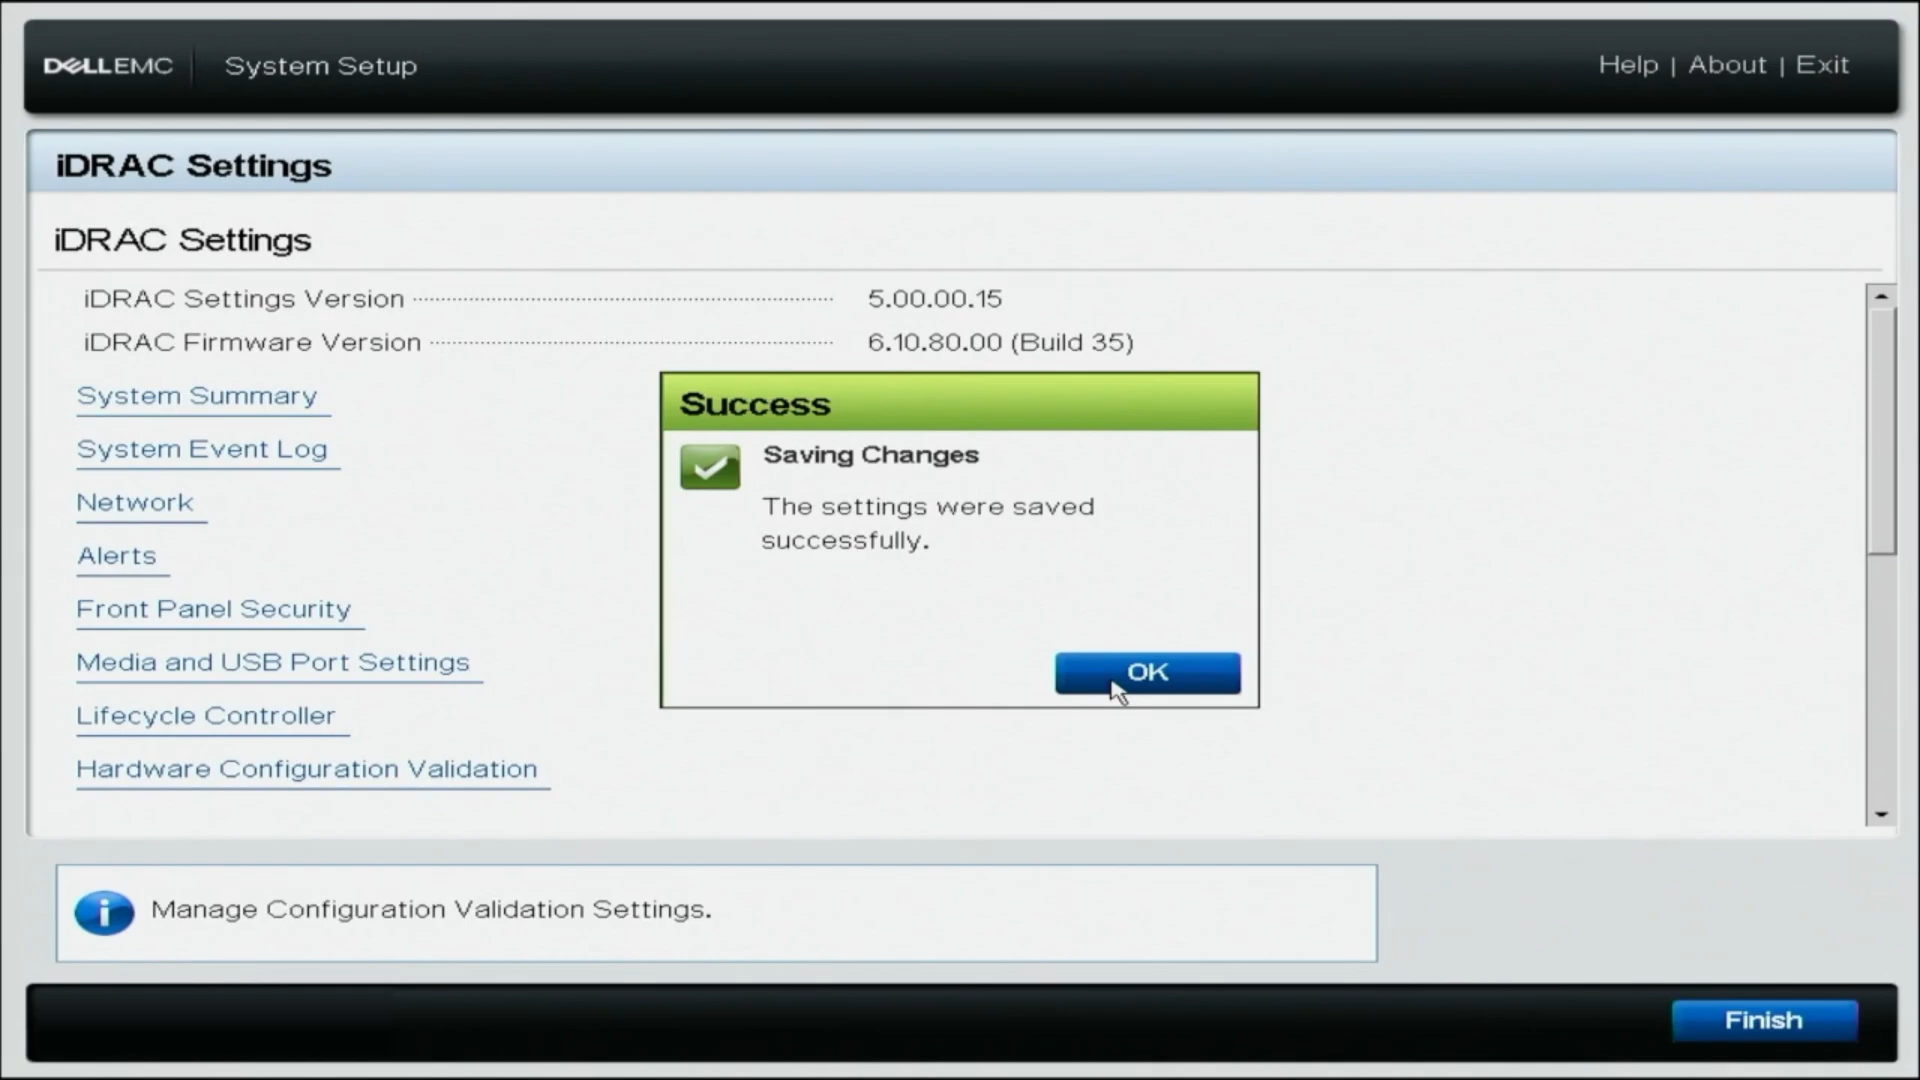 DELLEMC System Setup Help | About | Exit
iDRAC Settings
iDRAC Settings
iDRAC Settings Version 5.00.00.15
iDRAC Firmware Version 6.10.80.00 (Build 35)
System Summary
System Event Log
Network
Alerts
Front Panel Security
Media and USB Port Settings
Lifecycle Controller
Hardware Configuration Validation
Success
Saving Changes
The settings were saved
successfully.
OK
Manage Configuration Validation Settings.
Finish